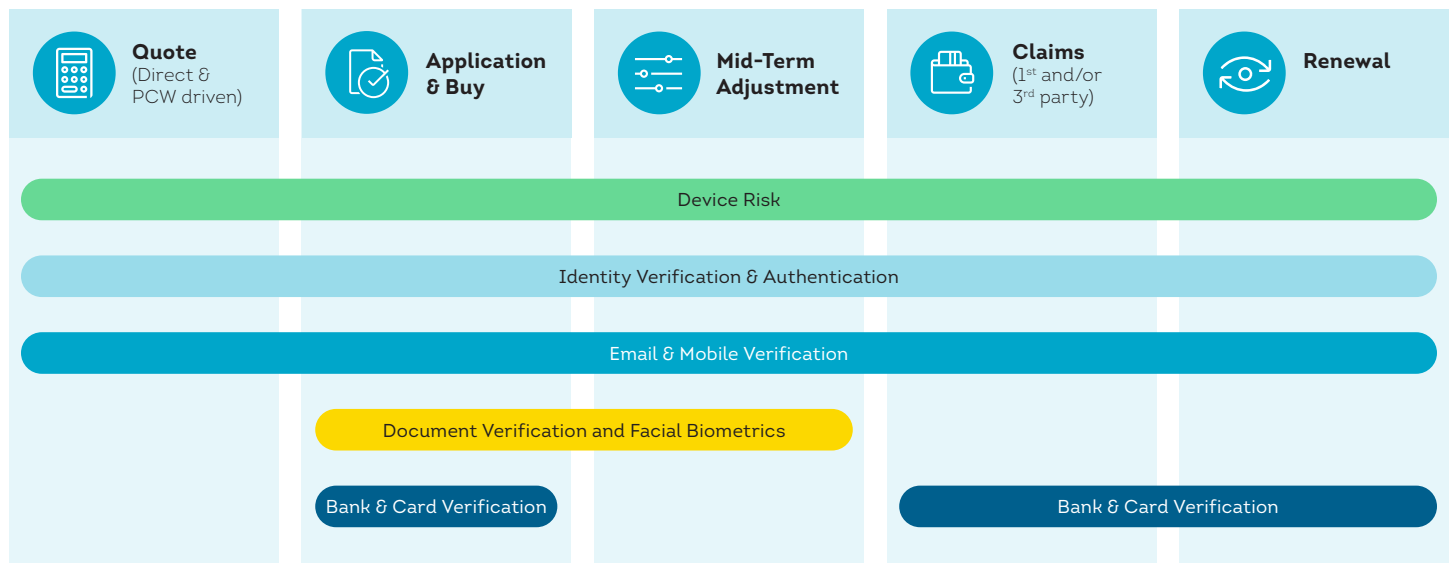 Quote
(Direct &
PCW driven)
Application
& Buy
Mid-Term
Adjustment
Claims
(1st and/or
3rd party)
Renewal
Device Risk
Identity Verification & Authentication
Email & Mobile Verification
Document Verification and Facial Biometrics
Bank & Card Verification
Bank & Card Verification